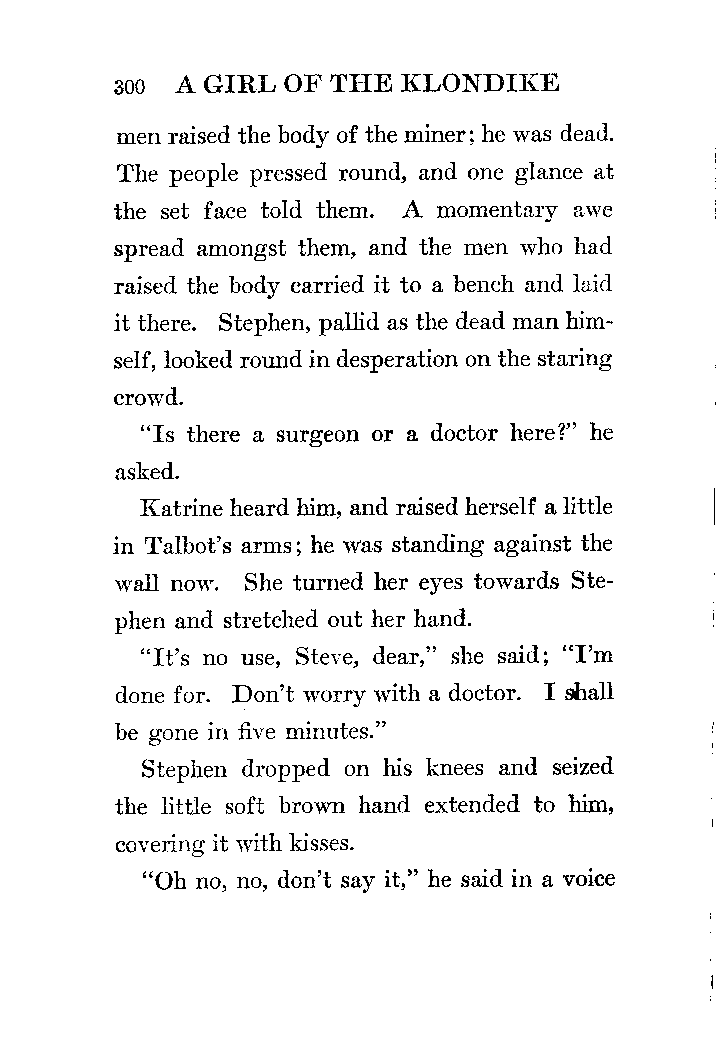 300 A GIRL OF THE KLONDIKE
men raised the body of the miner; he was dead.
The people pressed round, and one glance at
the set face told them. A momentary awe
spread amongst them, and the men who had
raised the body carried it to a bench and laid
it there. Stephen, pallid as the dead man him-
self, looked round in desperation on the staring
crowd.
“Is there a surgeon or a doctor here?” he
asked.
Katrine heard him, and raised herself a little
in Talbot’s arms; he was standing against the
wall now. She turned her eyes towards Ste-
phen and stretched out her hand.
“It’s no use, Steve, dear,” she said; “I’m
done for. Don’t worry with a doctor. I shall
be gone in five minutes.”
Stephen dropped on his knees and seized
the little soft brown hand extended to him,
covering it with kisses.
“Oh no, no, don’t say it,” he said in a voice